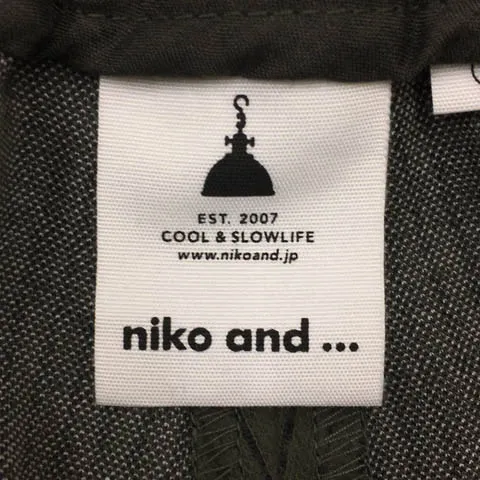 EST. 2007
COOL & SLOWLIFE
www.nikoand.jp
niko and ...